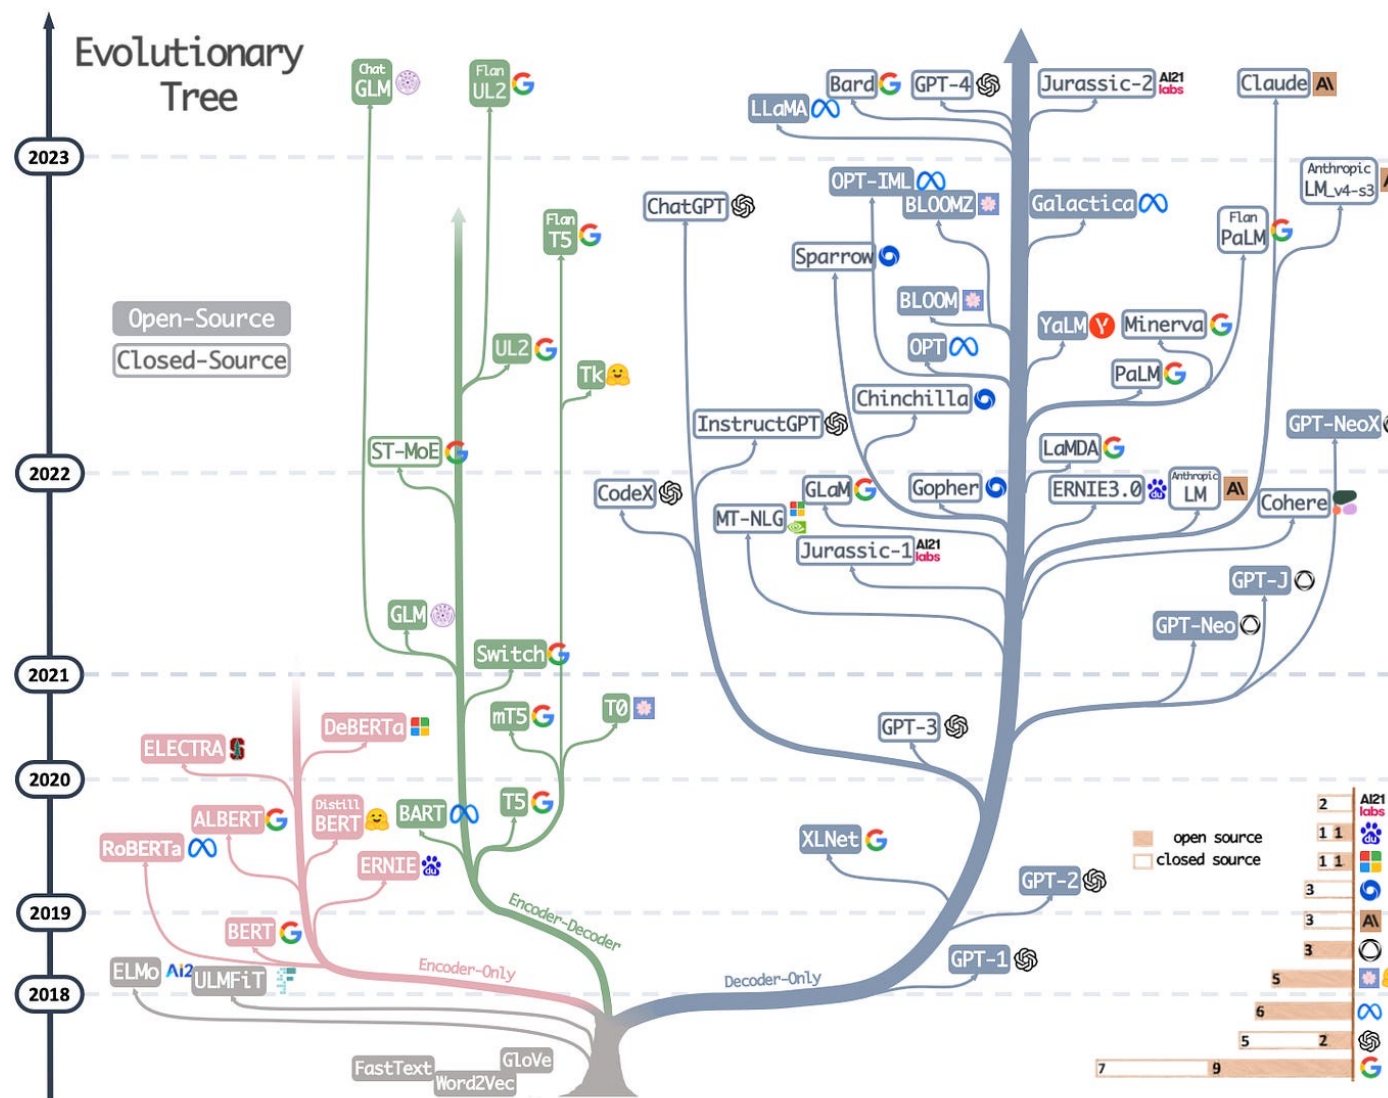 Evolutionary
Tree
Chat
GLM
Flan
UL2
Bard
GPT-4
Jurassic-2
AI21
labs
Claude
A\
LLaMA
2023
OPT-IML
Anthropic
LM_v4-s3
ChatGPT
BLOOMZ
Galactica
Flan
PaLM
Flan
T5
Sparrow
Open-Source
BLOOM
YaLM
Minerva
Closed-Source
UL2
OPT
Tk
PaLM
Chinchilla
InstructGPT
GPT-NeoX
ST-MoE
LaMDA
2022
CodeX
GLaM
Gopher
ERNIE3.0
du
Anthropic
LM
A\
Cohere
MT-NLG
Jurassic-1
AI21
labs
GPT-J
GLM
GPT-Neo
Switch
2021
mT5
T0
DeBERTa
GPT-3
ELECTRA
2020
Distill
BERT
BART
T5
ALBERT
2
AI21
labs
RoBERTa
XLNet
open source
1 1
du
ERNIE
closed source
1 1
GPT-2
3
2019
Encoder-Decoder
3
A\
BERT
3
ELMo
Ai2
ULMFiT
Encoder-Only
Decoder-Only
GPT-1
5
2018
6
5 2
FastText
Word2Vec
GloVe
7 9